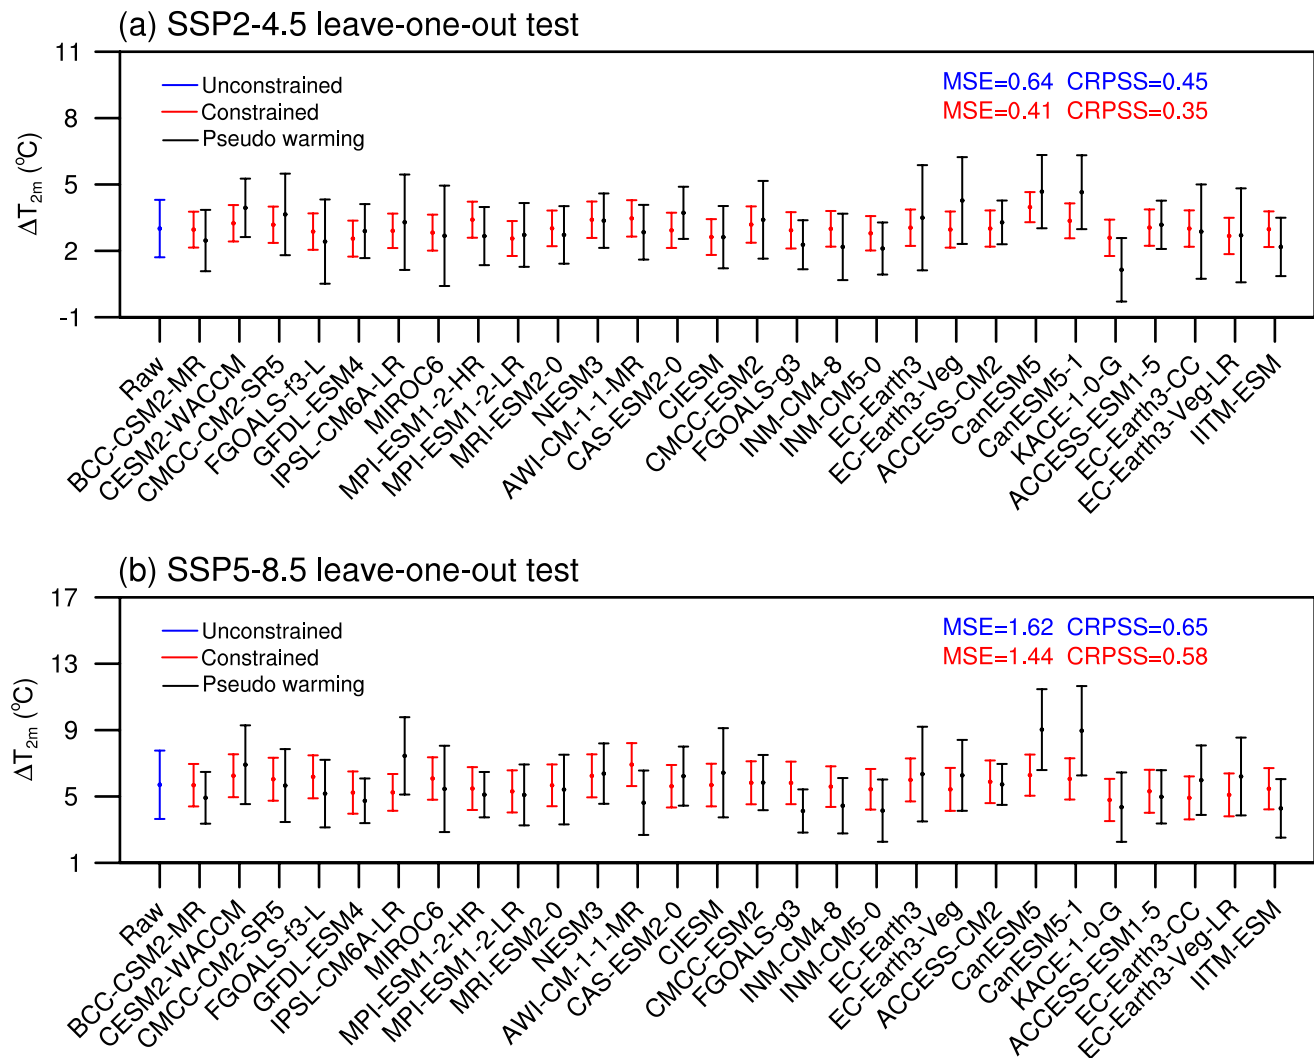 (a) SSP2-4.5 leave-one-out test
11
8
5
2
-1
ΔT2m (°C)
Unconstrained
Constrained
Pseudo warming
MSE=0.64 CRPSS=0.45
MSE=0.41 CRPSS=0.35
Raw
BCC-CSM2-MR
CESM2-WACCM
CMCC-CM2-SR5
FGOALS-f3-L
GFDL-ESM4
IPSL-CM6A-LR
MIROC6
MPI-ESM1-2-HR
MPI-ESM1-2-LR
MRI-ESM2-0
NESM3
AWI-CM-1-1-MR
CAS-ESM2-0
CIESM
CMCC-ESM2
FGOALS-g3
INM-CM4-8
INM-CM5-0
EC-Earth3
EC-Earth3-Veg
ACCESS-CM2
CanESM5
CanESM5-1
KACE-1-0-G
ACCESS-ESM1-5
EC-Earth3-CC
EC-Earth3-Veg-LR
IITM-ESM
(b) SSP5-8.5 leave-one-out test
17
13
9
5
1
ΔT2m (°C)
Unconstrained
Constrained
Pseudo warming
MSE=1.62 CRPSS=0.65
MSE=1.44 CRPSS=0.58
Raw
BCC-CSM2-MR
CESM2-WACCM
CMCC-CM2-SR5
FGOALS-f3-L
GFDL-ESM4
IPSL-CM6A-LR
MIROC6
MPI-ESM1-2-HR
MPI-ESM1-2-LR
MRI-ESM2-0
NESM3
AWI-CM-1-1-MR
CAS-ESM2-0
CIESM
CMCC-ESM2
FGOALS-g3
INM-CM4-8
INM-CM5-0
EC-Earth3
EC-Earth3-Veg
ACCESS-CM2
CanESM5
CanESM5-1
KACE-1-0-G
ACCESS-ESM1-5
EC-Earth3-CC
EC-Earth3-Veg-LR
IITM-ESM